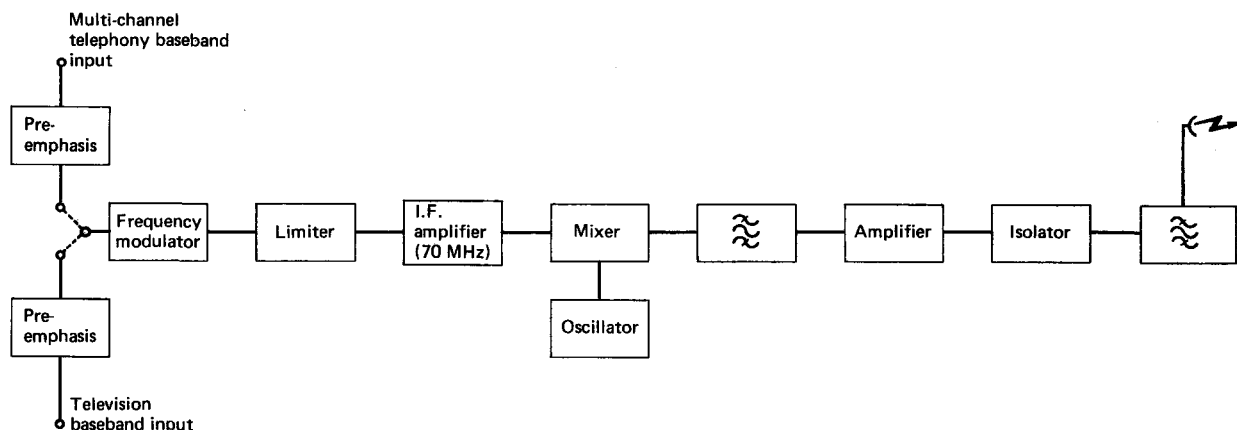 Multi-channel
telephony baseband
input
Pre-
emphasis
Frequency
modulator
Limiter
I.F.
amplifier
(70 MHz)
Mixer
Amplifier
Isolator
Oscillator
Pre-
emphasis
Television
baseband input